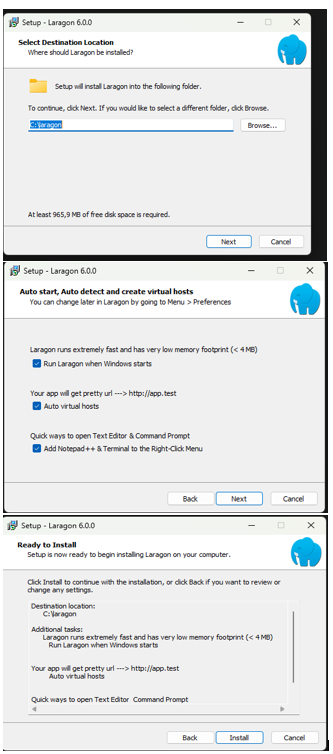 Setup - Laragon 6.0.0
Select Destination Location
Where should Laragon be installed?
Setup will install Laragon into the following folder.
To continue, click Next. If you would like to select a different folder, click Browse.
C:\laragon
Browse...
At least 965,9 MB of free disk space is required.
Next
Cancel
Setup - Laragon 6.0.0
Auto start, Auto detect and create virtual hosts
You can change later in Laragon by going to Menu > Preferences
Laragon runs extremely fast and has very low memory footprint (< 4 MB)
Run Laragon when Windows starts
Your app will get pretty url ---> http://app.test
Auto virtual hosts
Quick ways to open Text Editor & Command Prompt
Add Notepad++ & Terminal to the Right-Click Menu
Back
Next
Cancel
Setup - Laragon 6.0.0
Ready to Install
Setup is now ready to begin installing Laragon on your computer.
Click Install to continue with the installation, or click Back if you want to review or
change any settings.
Destination location:
C:\laragon
Additional tasks:
Laragon runs extremely fast and has very low memory footprint (< 4 MB)
Run Laragon when Windows starts
Your app will get pretty url ---> http://app.test
Auto virtual hosts
Quick ways to open Text Editor Command Prompt
Back
Install
Cancel